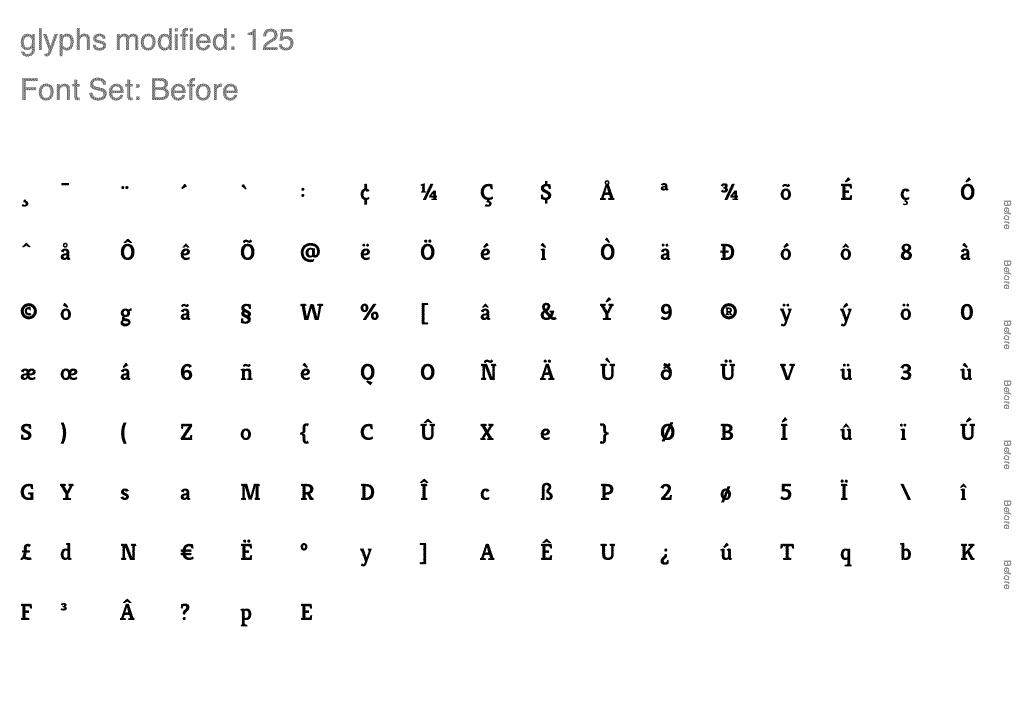 glyphs modified: 125
Font Set: Before
¸ ¯ ¨ ´ ` : ¢ ¼ Ç $ Å ª ¾ õ É ç Ó Before
ˆ å Ô ê Õ @ ë Ö é ì Ò ä Ð ó ô 8 à Before
© ò g ã § W % [ â & Ý 9 ® ÿ ý ö 0 Before
æ œ á 6 ñ è Q O Ñ Ä Ù ð Ü V ü 3 ù Before
S ) ( Z o { C Û X e } Ø B Í û ï Ú Before
G Y s a M R D Î c ß P 2 ø 5 Ï \ î Before
£ d N € Ë ° y ] A Ê U ¿ ú T q b K Before
F ³ Â ? p E